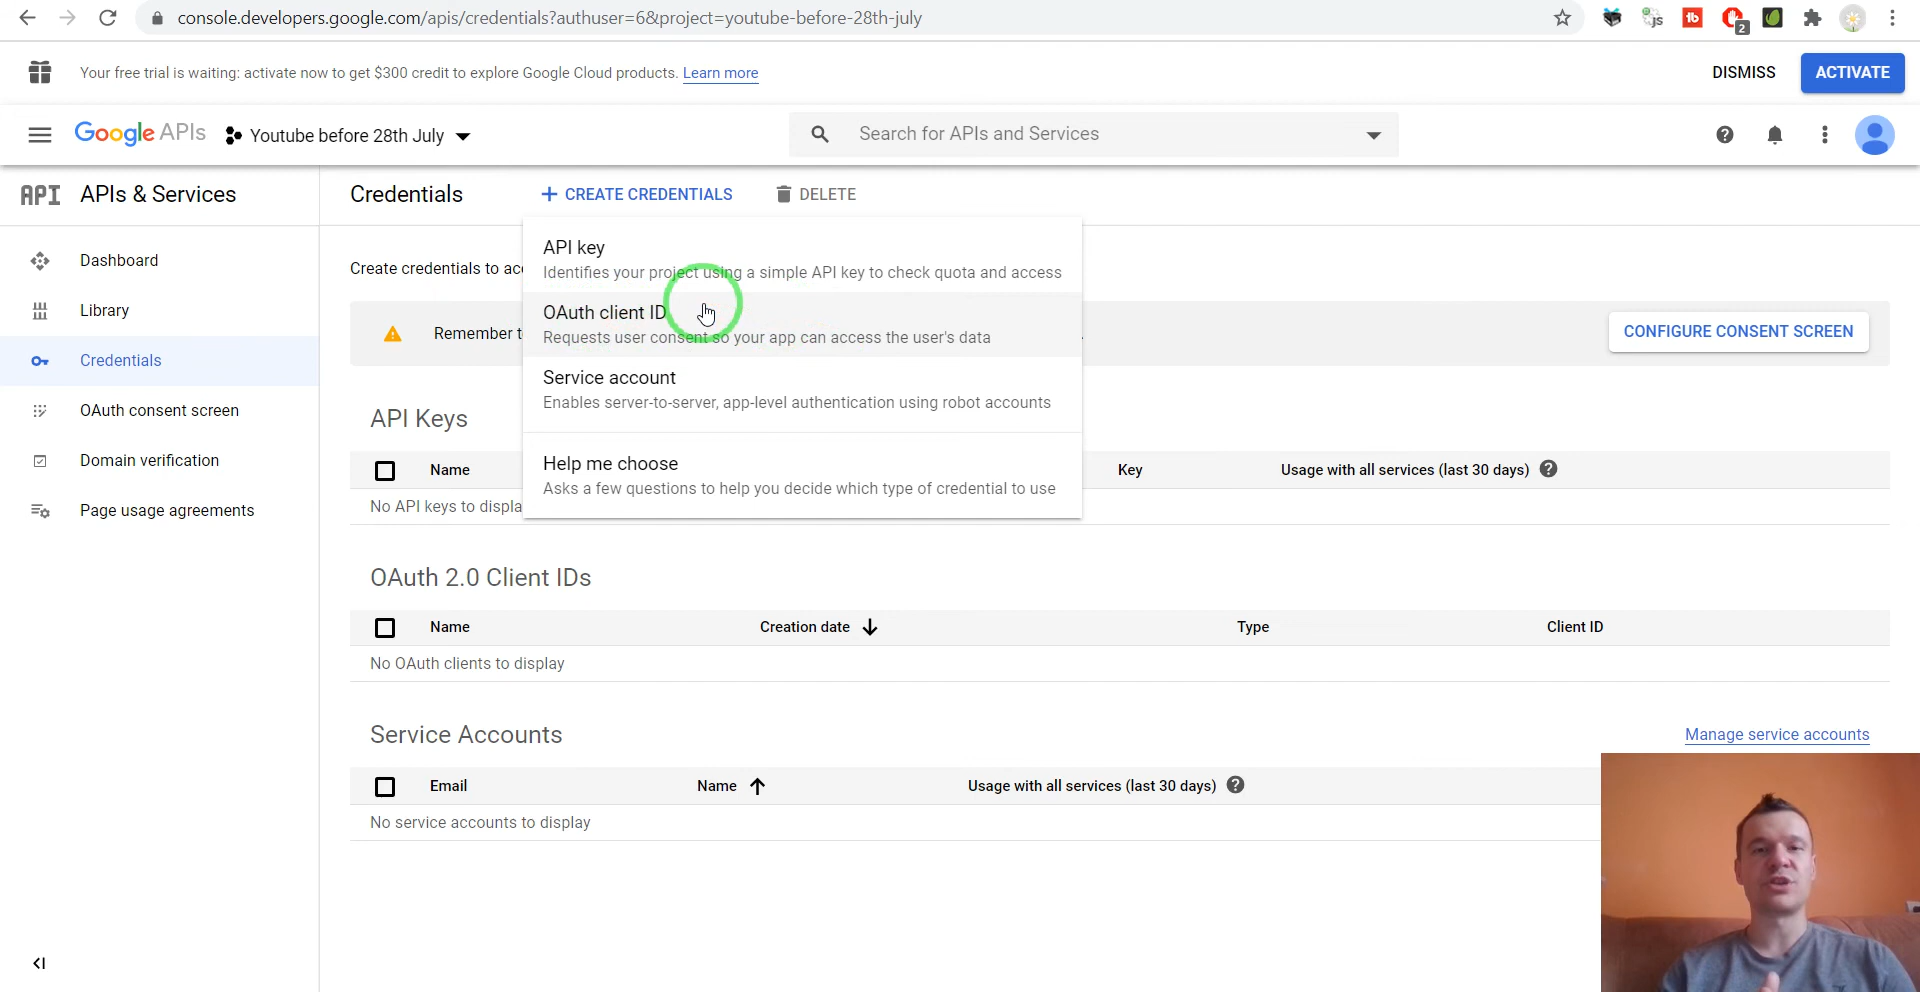 console.developers.google.com/apis/credentials?authuser=6&project=youtube-before-28th-july
2
Your free trial is waiting: activate now to get $300 credit to explore Google Cloud products. Learn more
DISMISS
ACTIVATE
Google APIs
Youtube before 28th July
Search for APIs and Services
API APIs & Services
Credentials
+ CREATE CREDENTIALS
DELETE
Dashboard
Library
Credentials
OAuth consent screen
Domain verification
Page usage agreements
API key
Identifies your project using a simple API key to check quota and access
OAuth client ID
Requests user consent so your app can access the user's data
Service account
Enables server-to-server, app-level authentication using robot accounts
Help me choose
Asks a few questions to help you decide which type of credential to use
Create credentials to
Remember
CONFIGURE CONSENT SCREEN
API Keys
Name
Key
Usage with all services (last 30 days)
No API keys to displa
OAuth 2.0 Client IDs
Name
Creation date
Type
Client ID
No OAuth clients to display
Service Accounts
Manage service accounts
Email
Name
Usage with all services (last 30 days)
No service accounts to display